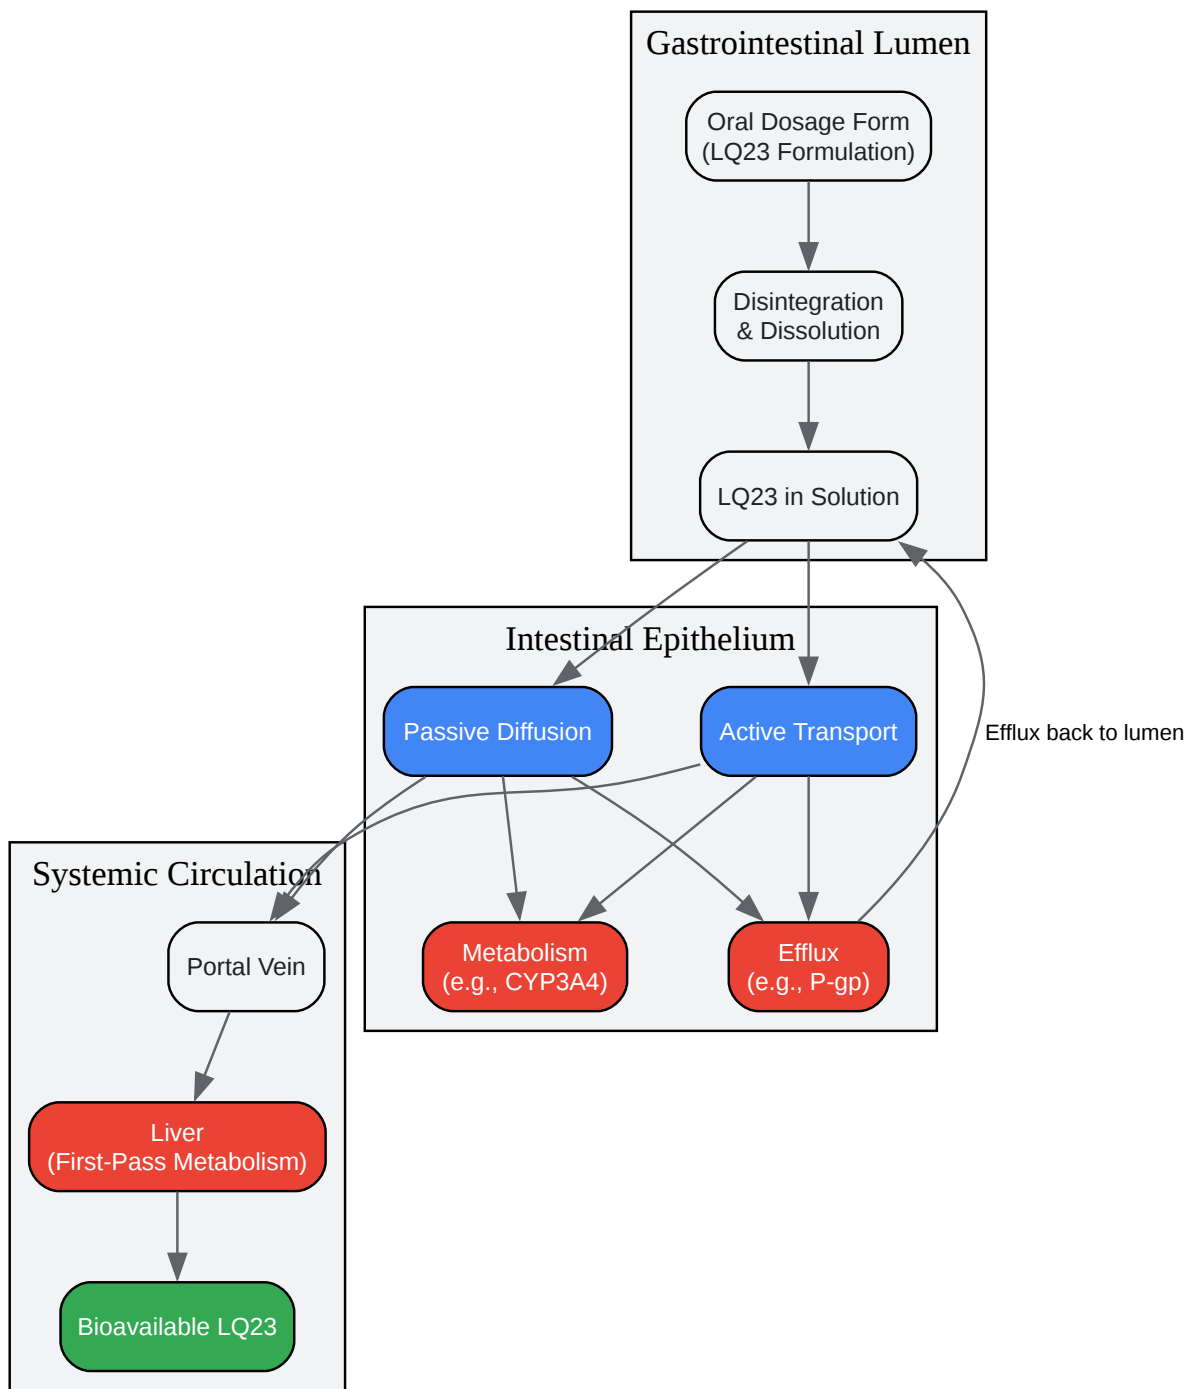 Gastrointestinal Lumen
Oral Dosage Form
(LQ23 Formulation)
Disintegration
& Dissolution
LQ23 in Solution
Intestinal Epithelium
Passive Diffusion
Active Transport
Efflux back to lumen
Systemic Circulation
Portal Vein
Metabolism
(e.g., CYP3A4)
Efflux
(e.g., P-gp)
Liver
(First-Pass Metabolism)
Bioavailable LQ23